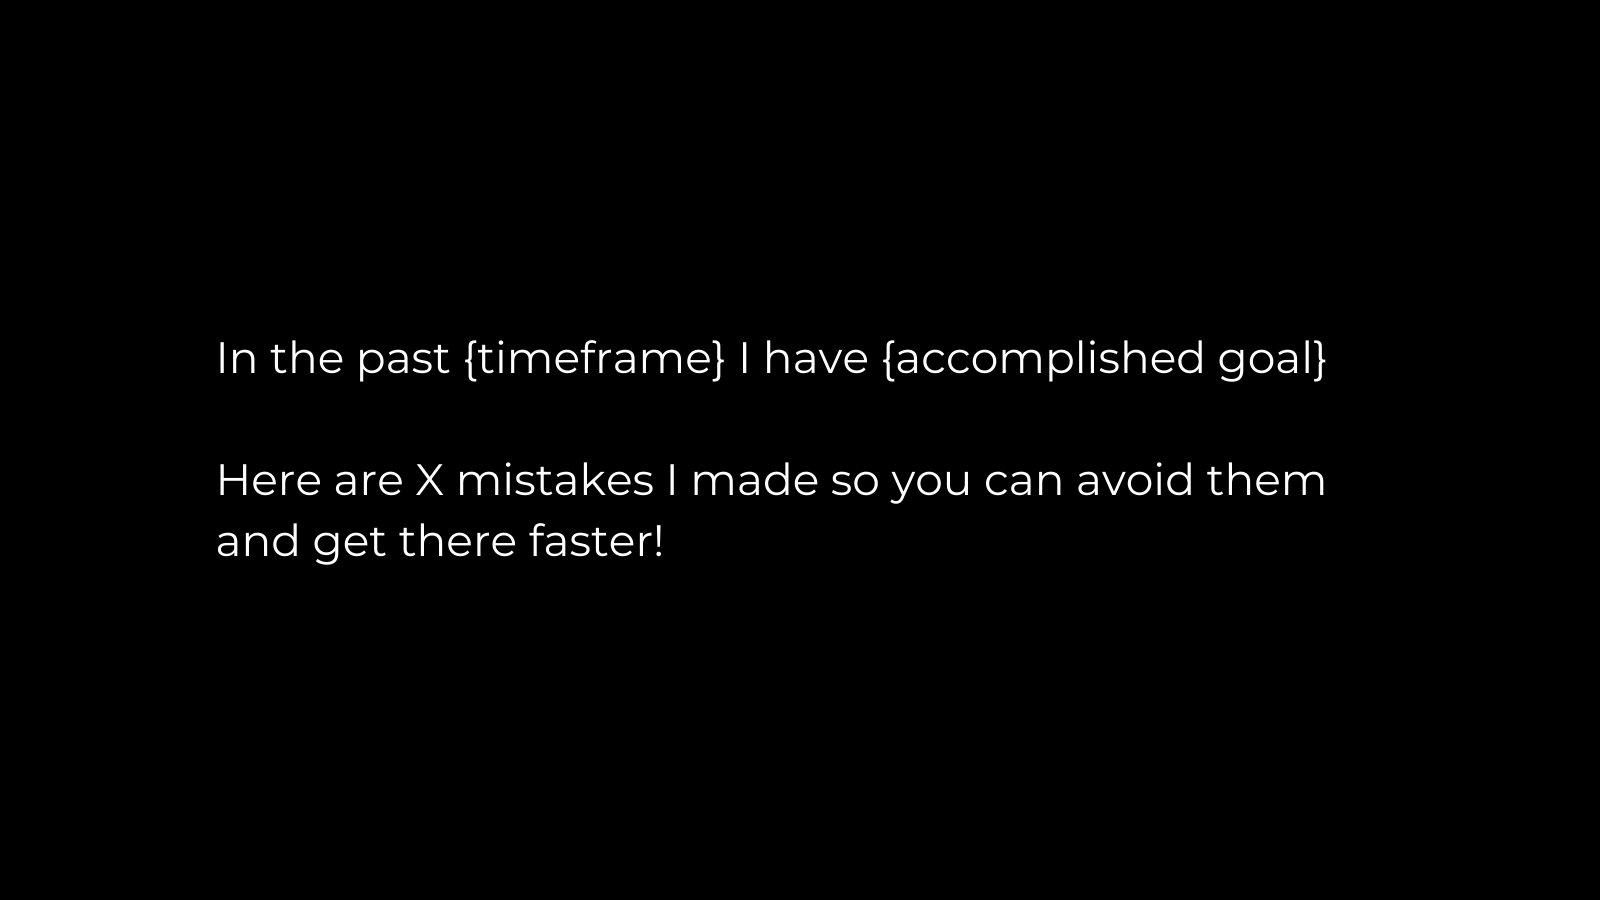 In the past {timeframe} I have {accomplished goal}
Here are X mistakes I made so you can avoid them
and get there faster!